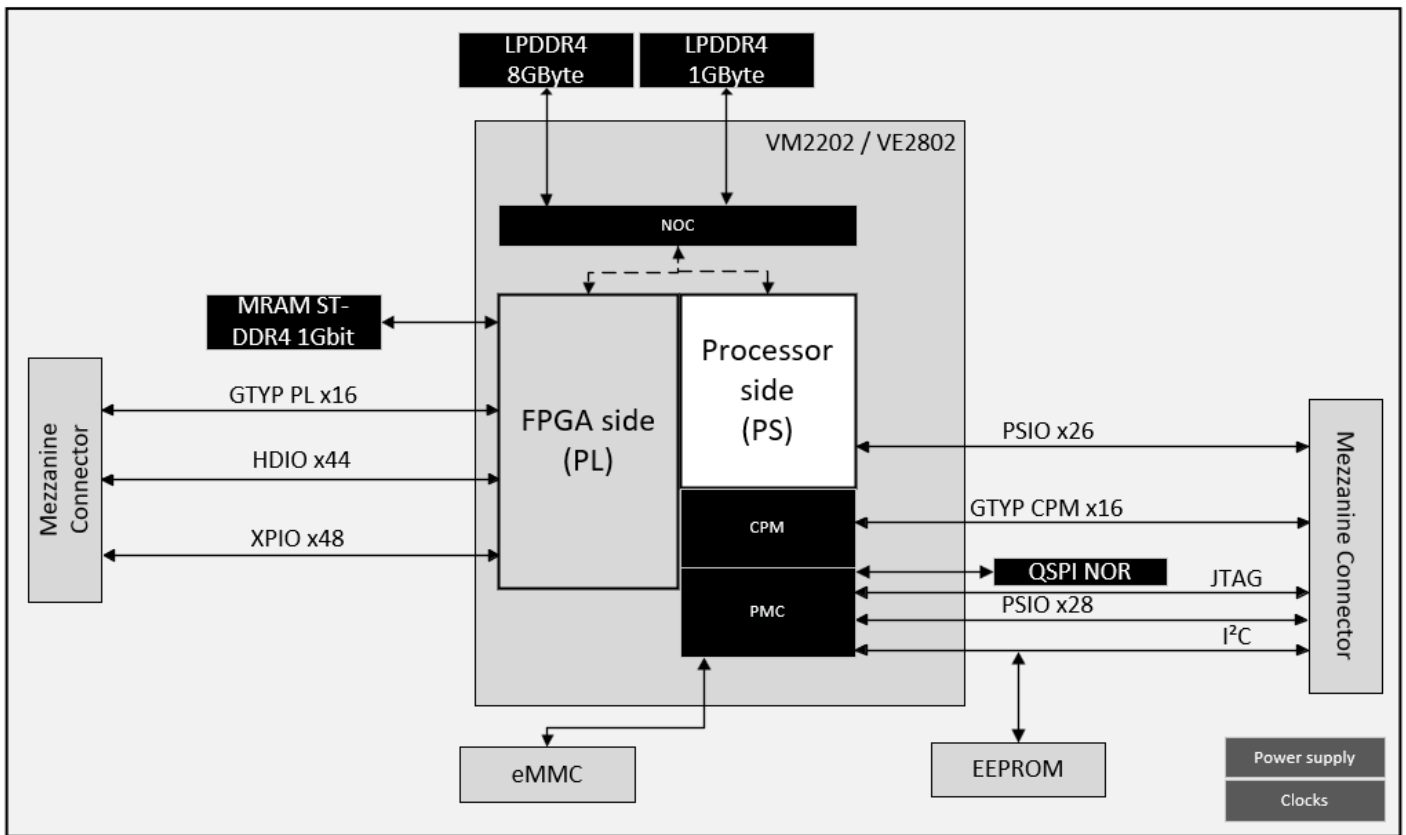 LPDDR4
8GByte
LPDDR4
1GByte
VM2202 / VE2802
NOC
MRAM ST-
DDR4 1Gbit
Processor
side
(PS)
FPGA side
(PL)
Mezzanine
Connector
GTYP PL x16
HDIO x44
XPIO x48
PSIO x26
GTYP CPM x16
CPM
QSPI NOR
JTAG
PMC
PSIO x28
I²C
Mezzanine Connector
eMMC
EEPROM
Power supply
Clocks